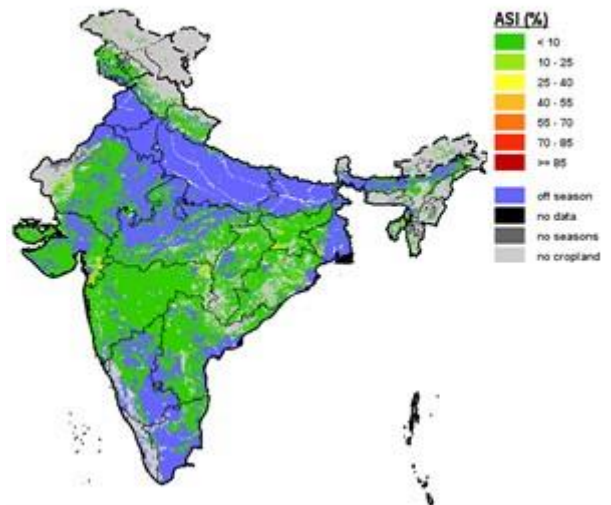 ASI (%)
< 10
10 - 25
25 - 40
40 - 55
55 - 70
70 - 85
>= 85
off season
no data
no seasons
no cropland